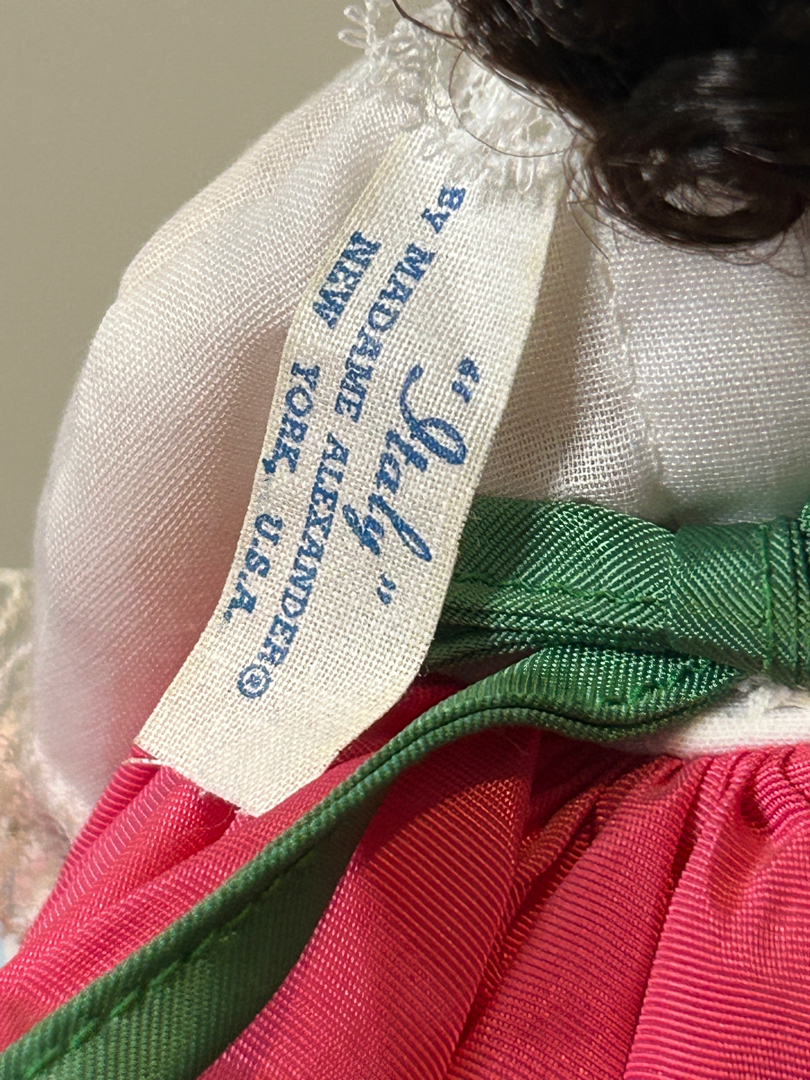 "Italy"
BY MADAME ALEXANDER®
NEW YORK, U.S.A.